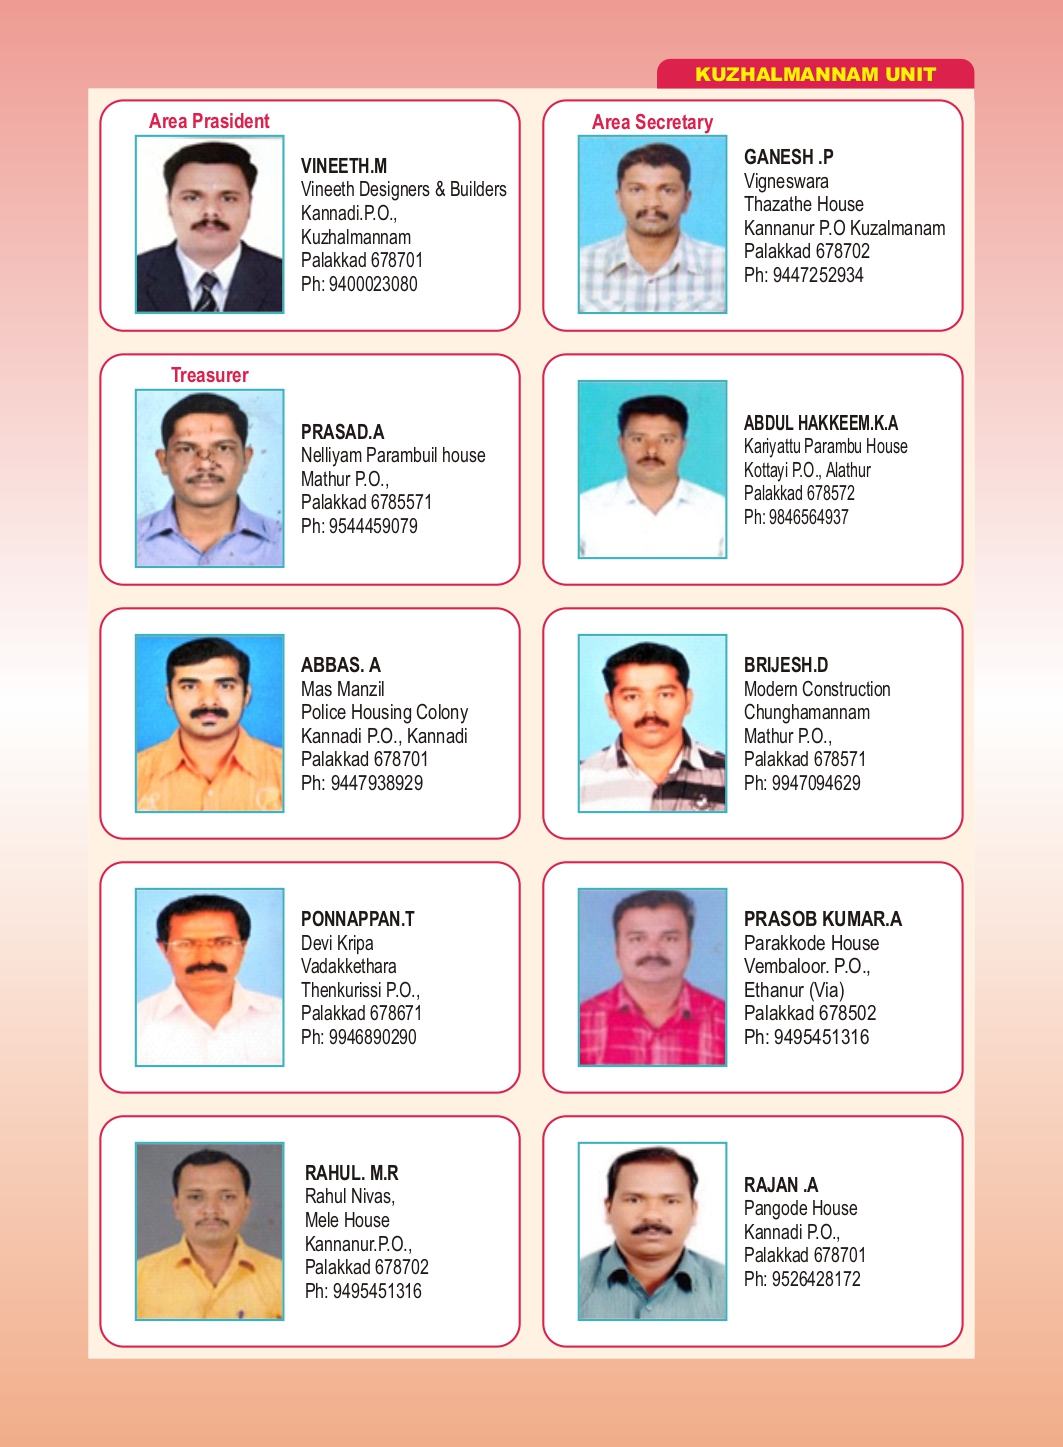 KUZHALMANNAM UNIT
Area Prasident
VINEETH.M
Vineeth Designers & Builders
Kannadi.P.O.,
Kuzhalmannam
Palakkad 678701
Ph: 9400023080
Area Secretary
GANESH .P
Vigneswara
Thazathe House
Kannanur P.O Kuzalmanam
Palakkad 678702
Ph: 9447252934
Treasurer
PRASAD.A
Nelliyam Parambuil house
Mathur P.O.,
Palakkad 6785571
Ph: 9544459079
ABDUL HAKKEEM.K.A
Kariyattu Parambu House
Kottayi P.O., Alathur
Palakkad 678572
Ph: 9846564937
ABBAS. A
Mas Manzil
Police Housing Colony
Kannadi P.O., Kannadi
Palakkad 678701
Ph: 9447938929
BRIJESH.D
Modern Construction
Chunghamannam
Mathur P.O.,
Palakkad 678571
Ph: 9947094629
PONNAPPAN.T
Devi Kripa
Vadakkethara
Thenkurissi P.O.,
Palakkad 678671
Ph: 9946890290
PRASOB KUMAR.A
Parakkode House
Vembaloor. P.O.,
Ethanur (Via)
Palakkad 678502
Ph: 9495451316
RAHUL. M.R
Rahul Nivas,
Mele House
Kannanur.P.O.,
Palakkad 678702
Ph: 9495451316
RAJAN .A
Pangode House
Kannadi P.O.,
Palakkad 678701
Ph: 9526428172